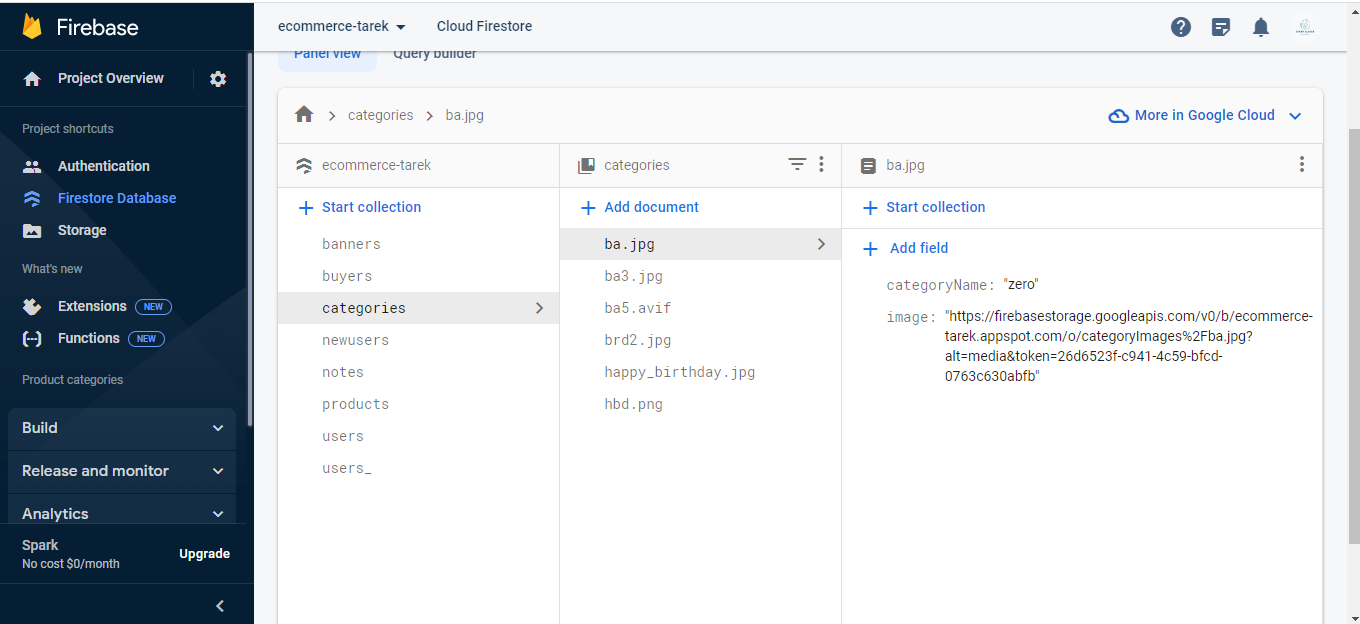 Firebase
Project Overview
Project shortcuts
Authentication
Firestore Database
Storage
What's new
Extensions NEW
Functions NEW
Product categories
Build
Release and monitor
Analytics
Spark
No cost $0/month
Upgrade
ecommerce-tarek
Cloud Firestore
Panel view
Query builder
categories
ba.jpg
More in Google Cloud
ecommerce-tarek
Start collection
banners
buyers
categories
newusers
notes
products
users
users_
categories
Add document
ba.jpg
ba3.jpg
ba5.avif
brd2.jpg
happy_birthday.jpg
hbd.png
ba.jpg
Start collection
Add field
categoryName: "zero"
image: "https://firebasestorage.googleapis.com/v0/b/ecommerce-
tarek.appspot.com/o/categoryImages%2Fba.jpg?
alt=media&token=26d6523f-c941-4c59-bfcd-
0763c630abfb"